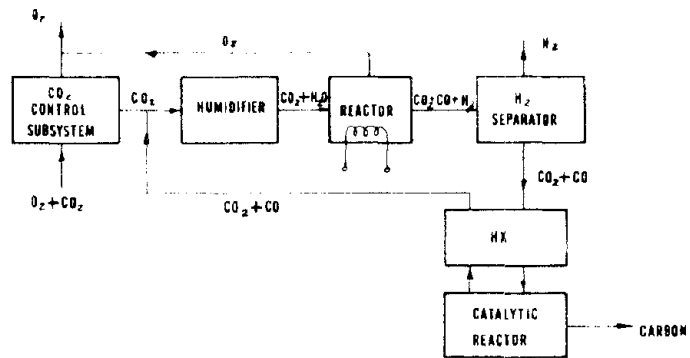 O₂
O₂
CO₂
CONTROL
SUBSYSTEM
CO₂
HUMIDIFIER
CO₂+H₂O
REACTOR
CO₂CO+H₂
H₂
H₂
SEPARATOR
O₂+CO₂
CO₂+CO
CO₂+CO
HX
CATALYTIC
REACTOR
CARBON